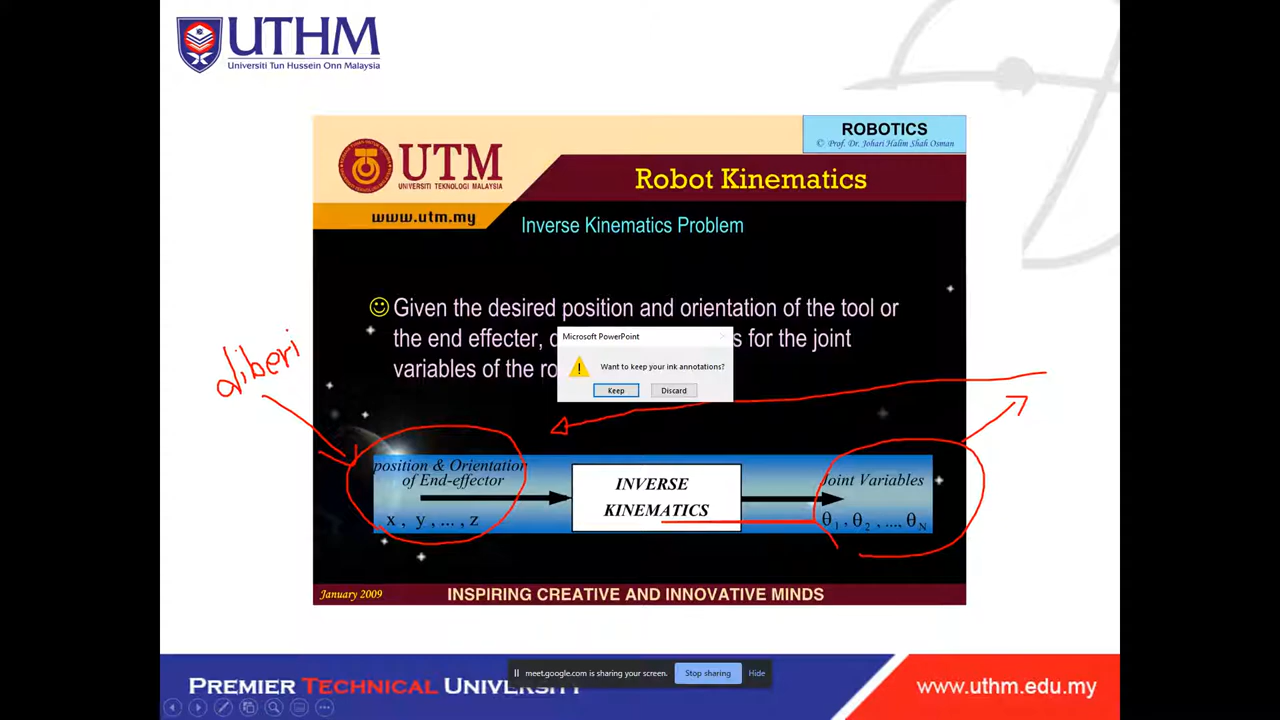 UTHM
Universiti Tun Hussein Onn Malaysia
ROBOTICS
© Prof. Dr. Johari Halim Shah Osman
UTM
UNIVERSITI TEKNOLOGI MALAYSIA
Robot Kinematics
www.utm.my
Inverse Kinematics Problem
Given the desired position and orientation of the tool or
the end effecter, s for the joint
variables of the ro
Microsoft PowerPoint
Want to keep your ink annotations?
Keep Discard
diberi
position & Orientation
of End-effector
x , y , ... , z
INVERSE
KINEMATICS
Joint Variables
θ1 , θ2 , ..., θN
January 2009
INSPIRING CREATIVE AND INNOVATIVE MINDS
meet.google.com is sharing your screen.
Stop sharing
Hide
PREMIER TECHNICAL UNIVERSITY
www.uthm.edu.my